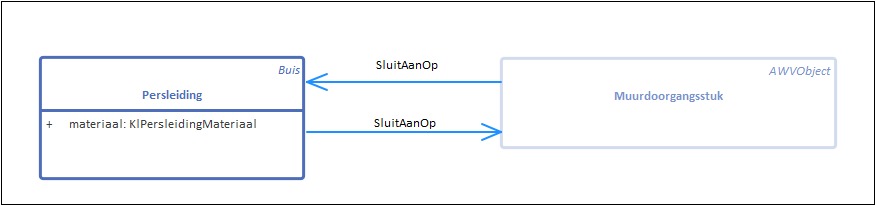 Buis
Persleiding
+ materiaal: KlPersleidingMateriaal
SluitAanOp
SluitAanOp
AWVObject
Muurdoorgangsstuk